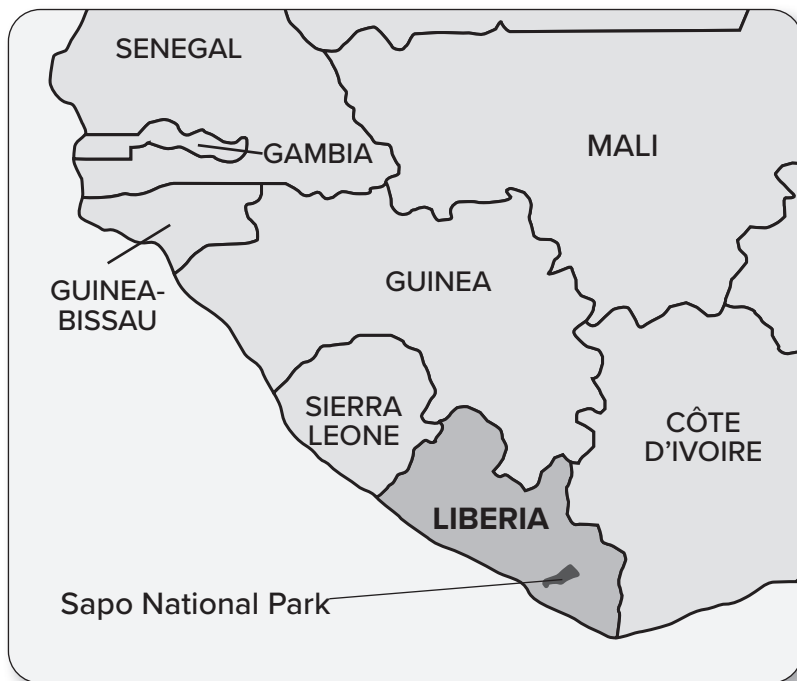 SENEGAL
GAMBIA
MALI
GUINEA-
BISSAU
GUINEA
SIERRA
LEONE
CÔTE
D'IVOIRE
LIBERIA
Sapo National Park